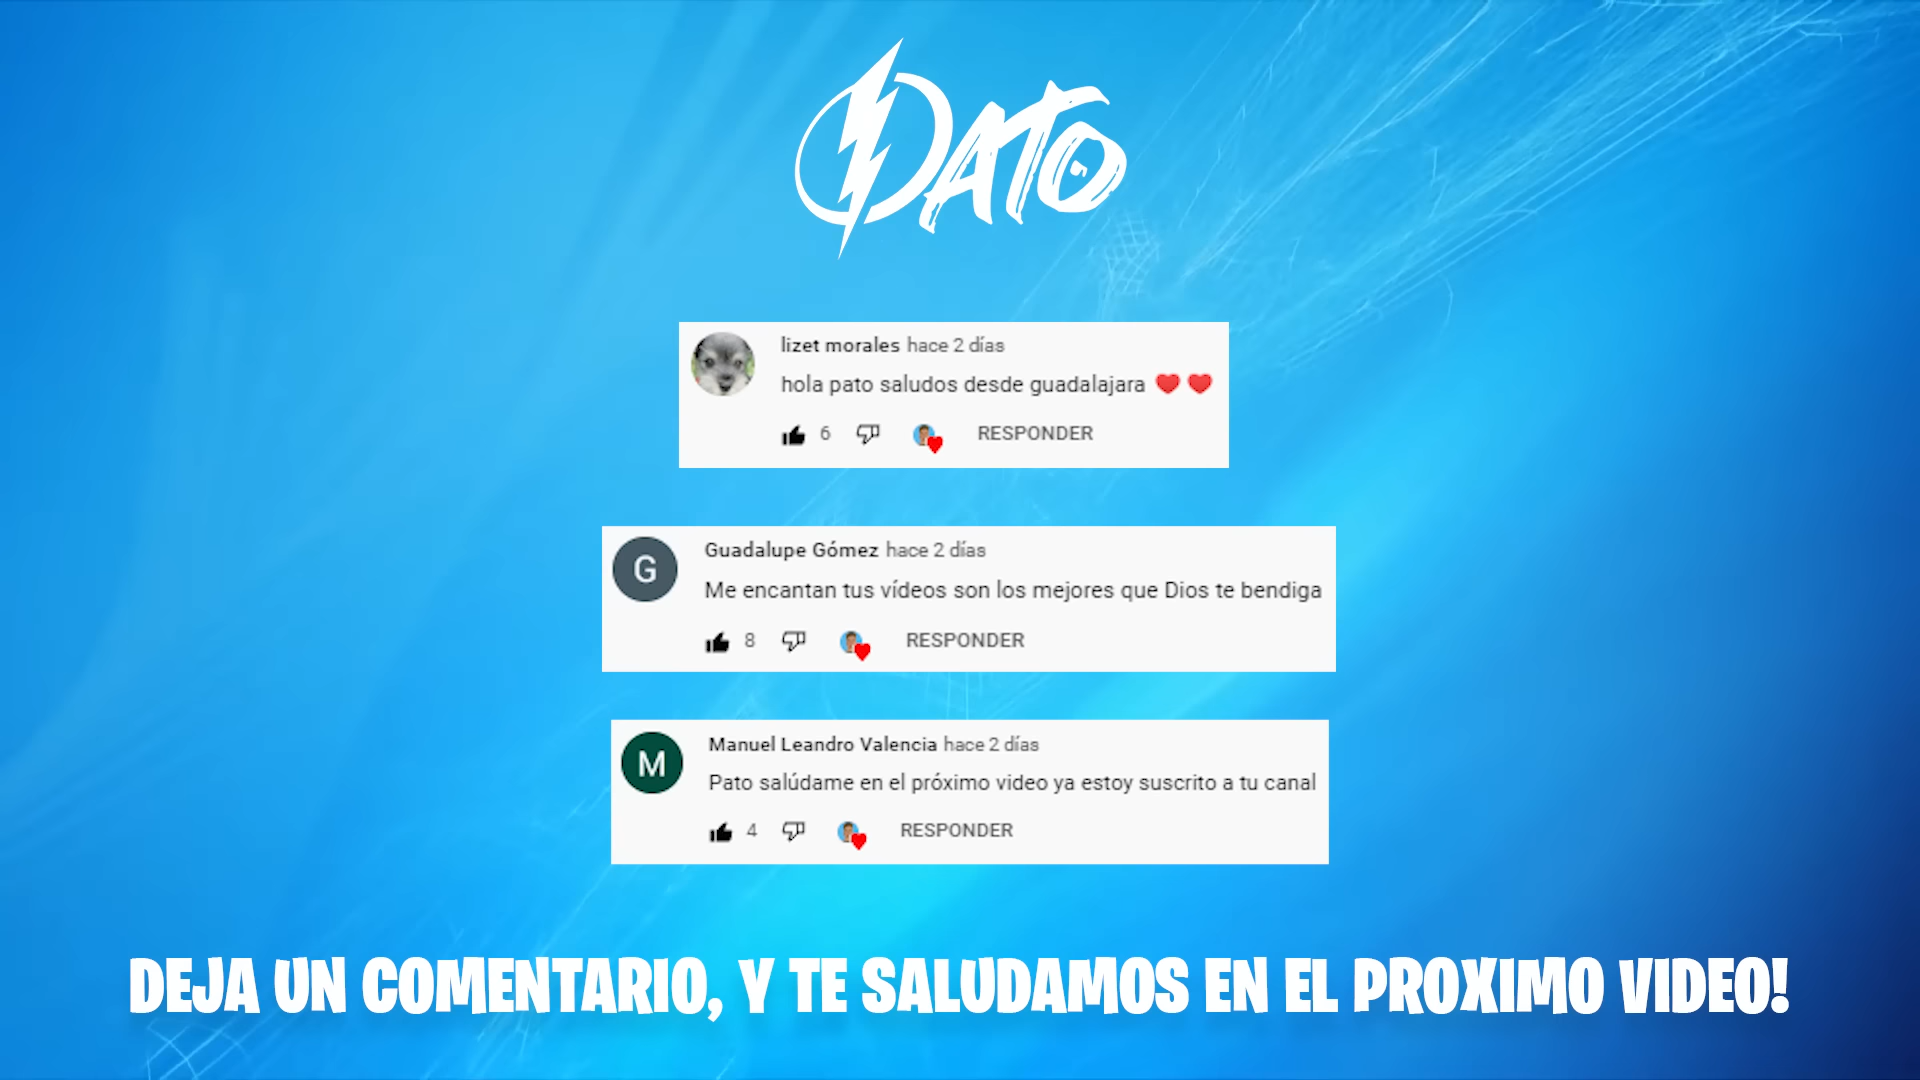 PATO
lizet morales hace 2 días
hola pato saludos desde guadalajara ❤️ ❤️
6 RESPONDER
G
Guadalupe Gómez hace 2 días
Me encantan tus vídeos son los mejores que Dios te bendiga
8 RESPONDER
M
Manuel Leandro Valencia hace 2 días
Pato salúdame en el próximo video ya estoy suscrito a tu canal
4 RESPONDER
DEJA UN COMENTARIO, Y TE SALUDAMOS EN EL PROXIMO VIDEO!